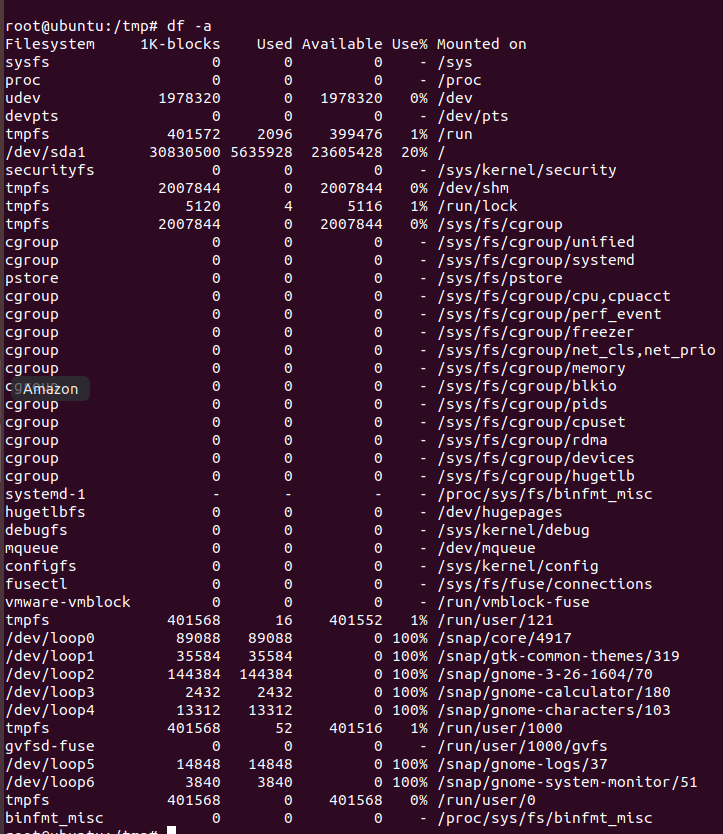 root@ubuntu:/tmp# df -a
Filesystem     1K-blocks    Used Available Use% Mounted on
sysfs                  0       0         0    - /sys
proc                   0       0         0    - /proc
udev             1978320       0   1978320   0% /dev
devpts                 0       0         0    - /dev/pts
tmpfs             401572    2096    399476   1% /run
/dev/sda1       30830500 5635928  23605428  20% /
securityfs             0       0         0    - /sys/kernel/security
tmpfs            2007844       0   2007844   0% /dev/shm
tmpfs               5120       4      5116   1% /run/lock
tmpfs            2007844       0   2007844   0% /sys/fs/cgroup
cgroup                 0       0         0    - /sys/fs/cgroup/unified
cgroup                 0       0         0    - /sys/fs/cgroup/systemd
pstore                 0       0         0    - /sys/fs/pstore
cgroup                 0       0         0    - /sys/fs/cgroup/cpu,cpuacct
cgroup                 0       0         0    - /sys/fs/cgroup/perf_event
cgroup                 0       0         0    - /sys/fs/cgroup/freezer
cgroup                 0       0         0    - /sys/fs/cgroup/net_cls,net_prio
cgroup                 0       0         0    - /sys/fs/cgroup/memory
cgroup                 0       0         0    - /sys/fs/cgroup/blkio
Amazon
cgroup                 0       0         0    - /sys/fs/cgroup/pids
cgroup                 0       0         0    - /sys/fs/cgroup/cpuset
cgroup                 0       0         0    - /sys/fs/cgroup/rdma
cgroup                 0       0         0    - /sys/fs/cgroup/devices
cgroup                 0       0         0    - /sys/fs/cgroup/hugetlb
systemd-1              -       -         -    - /proc/sys/fs/binfmt_misc
hugetlbfs              0       0         0    - /dev/hugepages
debugfs                0       0         0    - /sys/kernel/debug
mqueue                 0       0         0    - /dev/mqueue
configfs               0       0         0    - /sys/kernel/config
fusectl                0       0         0    - /sys/fs/fuse/connections
vmware-vmblock         0       0         0    - /run/vmblock-fuse
tmpfs             401568      16    401552   1% /run/user/121
/dev/loop0         89088   89088         0 100% /snap/core/4917
/dev/loop1         35584   35584         0 100% /snap/gtk-common-themes/319
/dev/loop2        144384  144384         0 100% /snap/gnome-3-26-1604/70
/dev/loop3          2432    2432         0 100% /snap/gnome-calculator/180
/dev/loop4         13312   13312         0 100% /snap/gnome-characters/103
tmpfs             401568      52    401516   1% /run/user/1000
gvfsd-fuse             0       0         0    - /run/user/1000/gvfs
/dev/loop5         14848   14848         0 100% /snap/gnome-logs/37
/dev/loop6          3840    3840         0 100% /snap/gnome-system-monitor/51
tmpfs             401568       0    401568   0% /run/user/0
binfmt_misc            0       0         0    - /proc/sys/fs/binfmt_misc
root@ubuntu:/tmp#